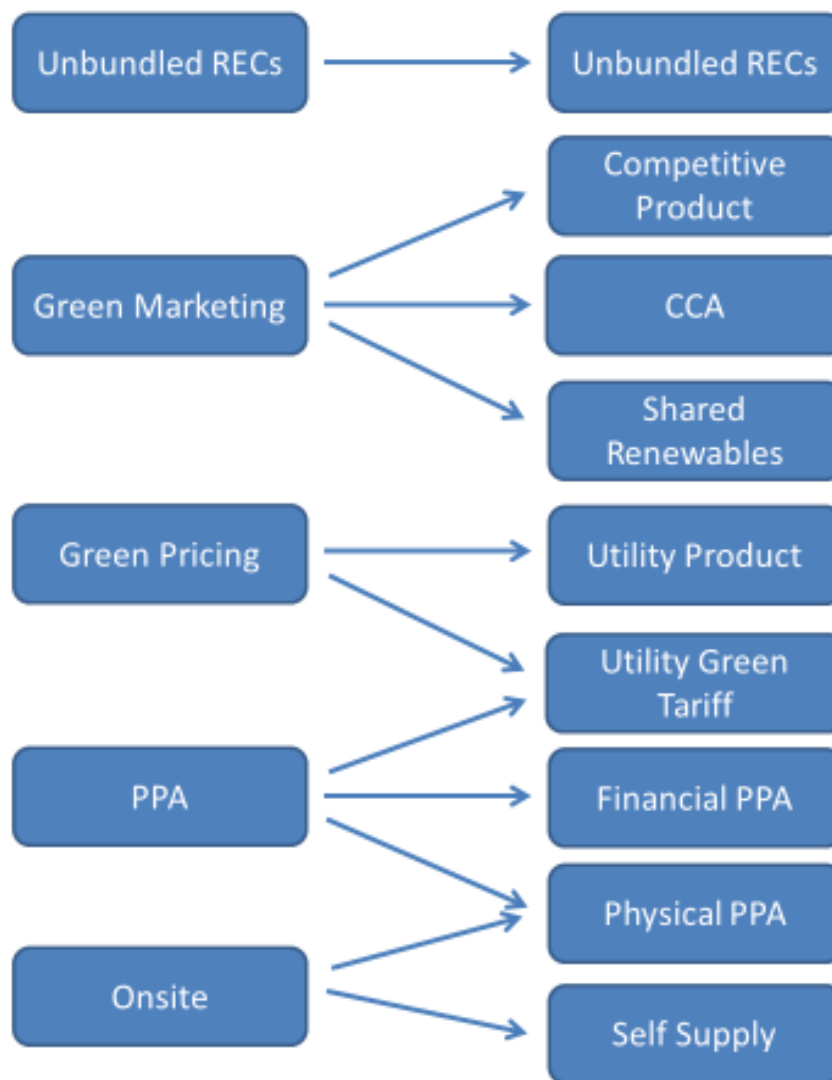 Unbundled RECs
Unbundled RECs
Competitive
Product
Green Marketing
CCA
Shared
Renewables
Green Pricing
Utility Product
Utility Green
Tariff
PPA
Financial PPA
Physical PPA
Onsite
Self Supply